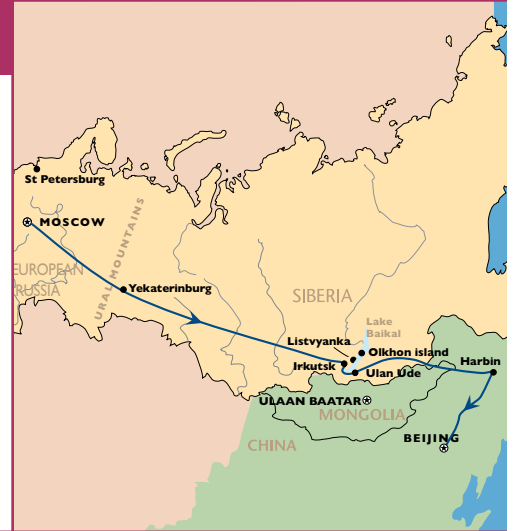 St Petersburg
MOSCOW
URAL MOUNTAINS
EUROPEAN
RUSSIA
Yekaterinburg
SIBERIA
Lake
Baikal
Listvyanka
Olkhon island
Irkutsk
Ulan Ude
Harbin
ULAAN BAATAR
MONGOLIA
CHINA
BEIJING